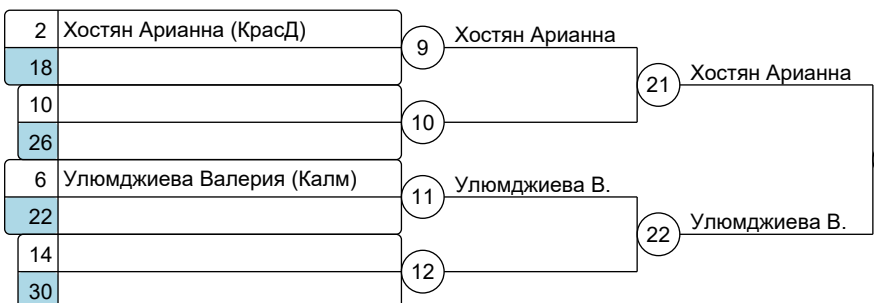 2 Хостян Арианна (КрасД)
9 Хостян Арианна
18
21 Хостян Арианна
10
10
26
6 Улюмджиева Валерия (Калм)
11 Улюмджиева В.
22
22 Улюмджиева В.
14
12
30